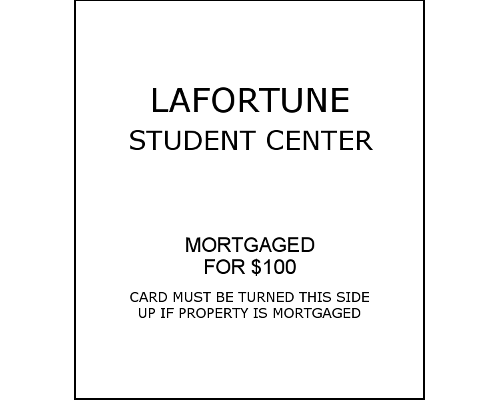 LAFORTUNE
STUDENT CENTER
MORTGAGED
FOR $100
CARD MUST BE TURNED THIS SIDE
UP IF PROPERTY IS MORTGAGED